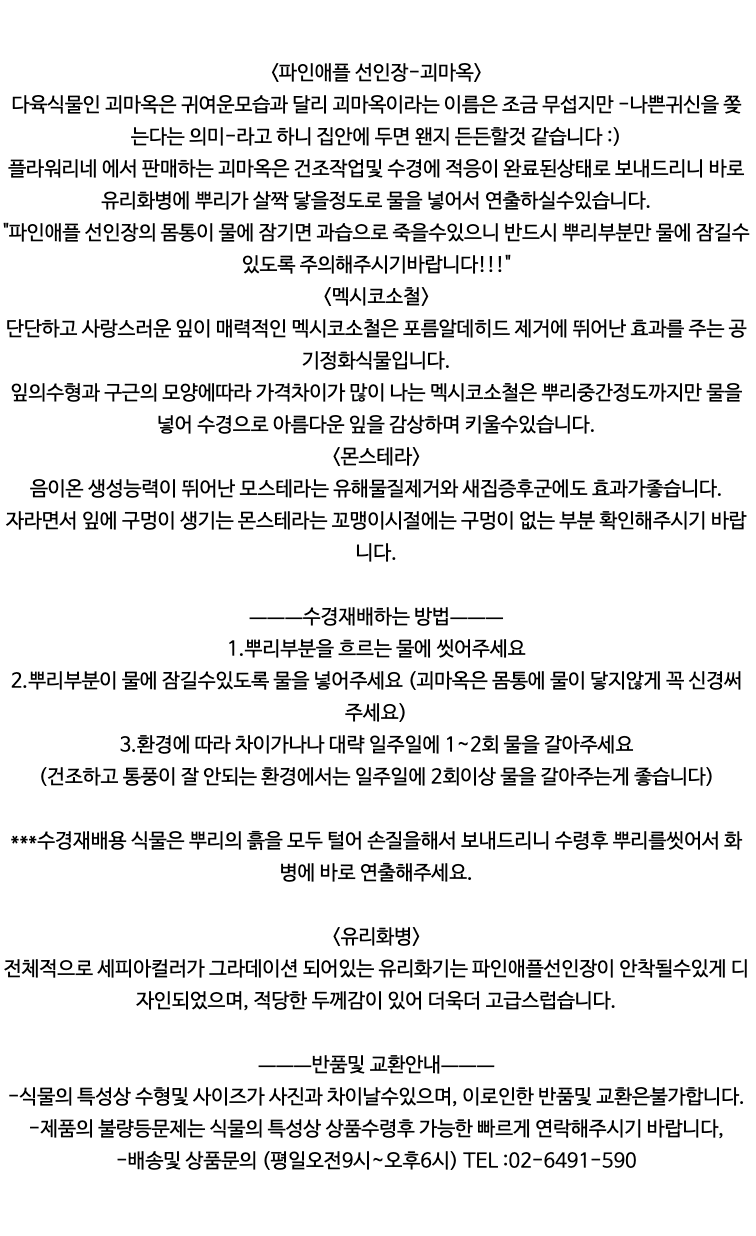 <파인애플 선인장-괴마옥>
다육식물인 괴마옥은 귀여운모습과 달리 괴마옥이라는 이름은 조금 무섭지만 -나쁜귀신을 쫓
는다는 의미-라고 하니 집안에 두면 왠지 든든할것 같습니다 :)
플라워리네 에서 판매하는 괴마옥은 건조작업및 수경에 적응이 완료된상태로 보내드리니 바로
유리화병에 뿌리가 살짝 닿을정도로 물을 넣어서 연출하실수있습니다.
"파인애플 선인장의 몸통이 물에 잠기면 과습으로 죽을수있으니 반드시 뿌리부분만 물에 잠길수
있도록 주의해주시기바랍니다!!!"
<멕시코소철>
단단하고 사랑스러운 잎이 매력적인 멕시코소철은 포름알데히드 제거에 뛰어난 효과를 주는 공
기정화식물입니다.
잎의수형과 구근의 모양에따라 가격차이가 많이 나는 멕시코소철은 뿌리중간정도까지만 물을
넣어 수경으로 아름다운 잎을 감상하며 키울수있습니다.
<몬스테라>
음이온 생성능력이 뛰어난 모스테라는 유해물질제거와 새집증후군에도 효과가좋습니다.
자라면서 잎에 구멍이 생기는 몬스테라는 꼬맹이시절에는 구멍이 없는 부분 확인해주시기 바랍
니다.
———수경재배하는 방법———
1.뿌리부분을 흐르는 물에 씻어주세요
2.뿌리부분이 물에 잠길수있도록 물을 넣어주세요 (괴마옥은 몸통에 물이 닿지않게 꼭 신경써
주세요)
3.환경에 따라 차이가나나 대략 일주일에 1~2회 물을 갈아주세요
(건조하고 통풍이 잘 안되는 환경에서는 일주일에 2회이상 물을 갈아주는게 좋습니다)
***수경재배용 식물은 뿌리의 흙을 모두 털어 손질을해서 보내드리니 수령후 뿌리를씻어서 화
병에 바로 연출해주세요.
<유리화병>
전체적으로 세피아컬러가 그라데이션 되어있는 유리화기는 파인애플선인장이 안착될수있게 디
자인되었으며, 적당한 두께감이 있어 더욱더 고급스럽습니다.
———반품및 교환안내———
-식물의 특성상 수형및 사이즈가 사진과 차이날수있으며, 이로인한 반품및 교환은불가합니다.
-제품의 불량등문제는 식물의 특성상 상품수령후 가능한 빠르게 연락해주시기 바랍니다,
-배송및 상품문의 (평일오전9시~오후6시) TEL :02-6491-590